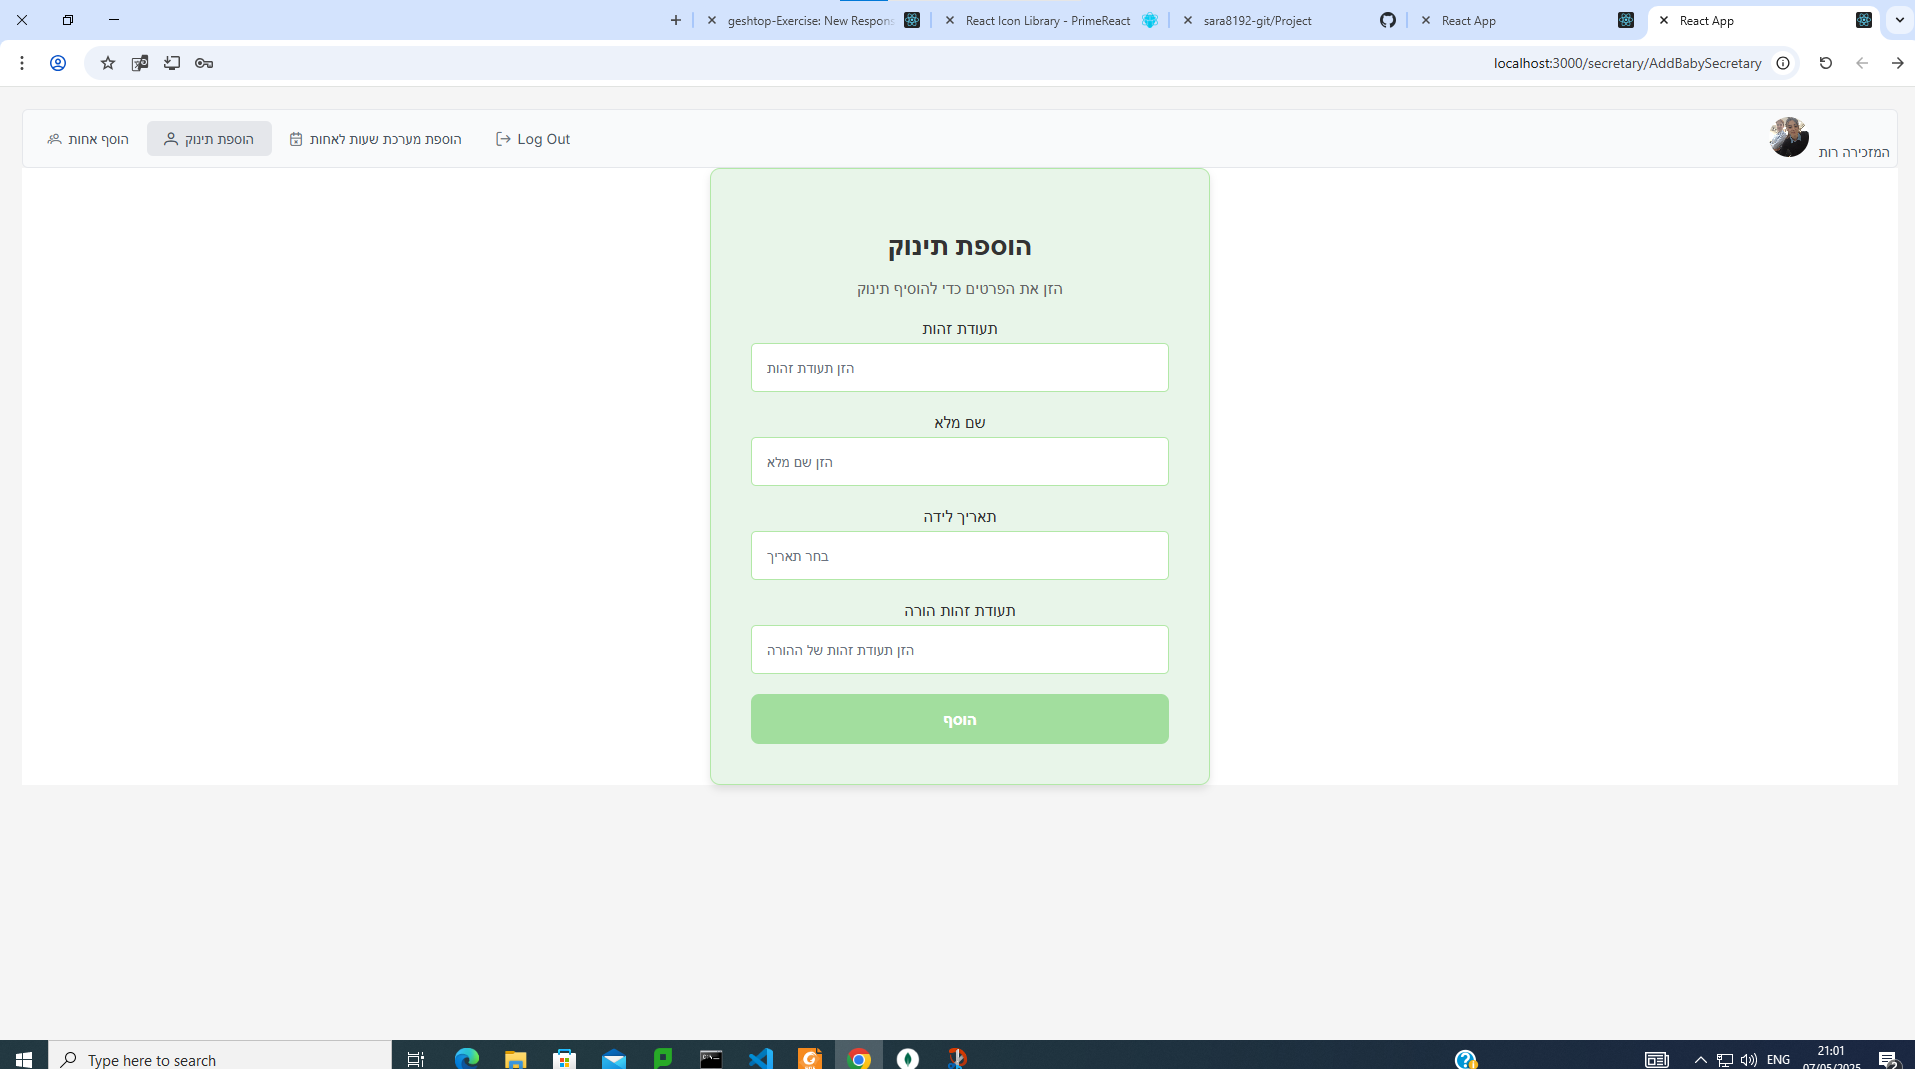 geshtop-Exercise: New Respons
React Icon Library - PrimeReact
sara8192-git/Project
React App
React App
localhost:3000/secretary/AddBabySecretary
הוסף אחות
הוספת תינוק
הוספת מערכת שעות לאחות
Log Out
המזכירה רות
הוספת תינוק
הזן את הפרטים כדי להוסיף תינוק
תעודת זהות
הזן תעודת זהות
שם מלא
הזן שם מלא
תאריך לידה
בחר תאריך
תעודת זהות הורה
הזן תעודת זהות של ההורה
הוסף
Type here to search
ENG
21:01
07/05/2025
2